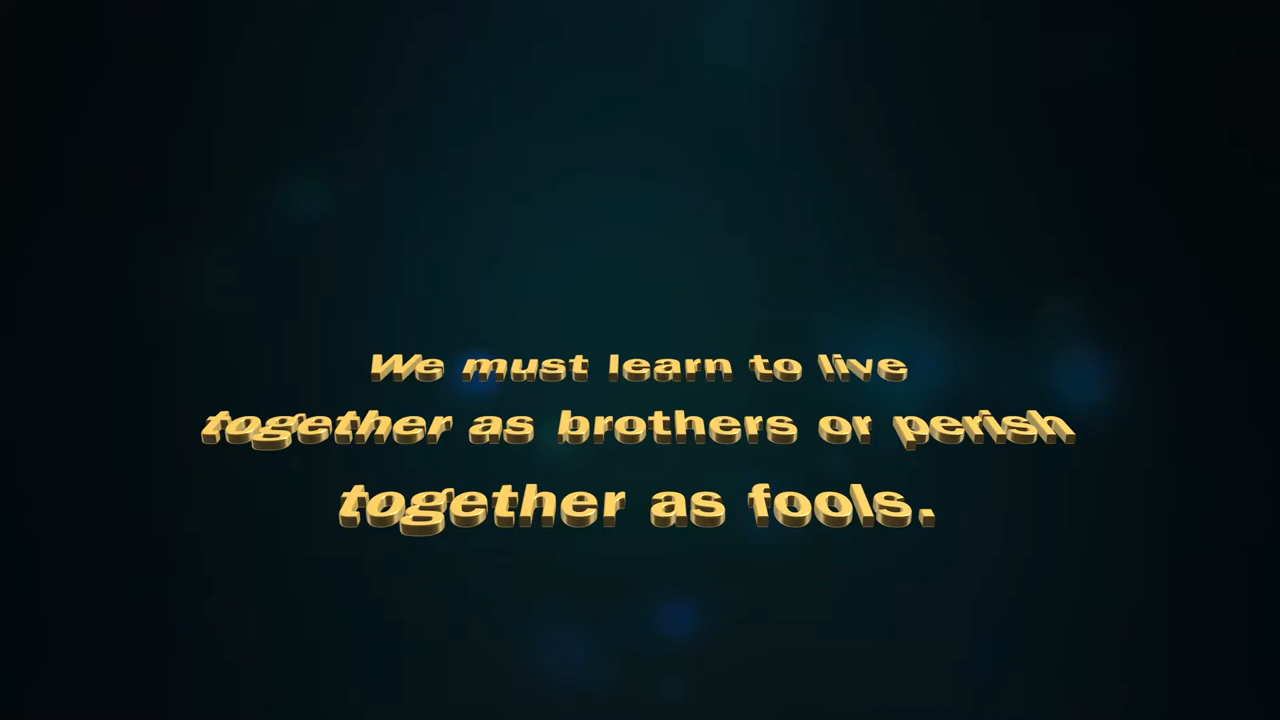 We must learn to live
together as brothers or perish
together as fools.